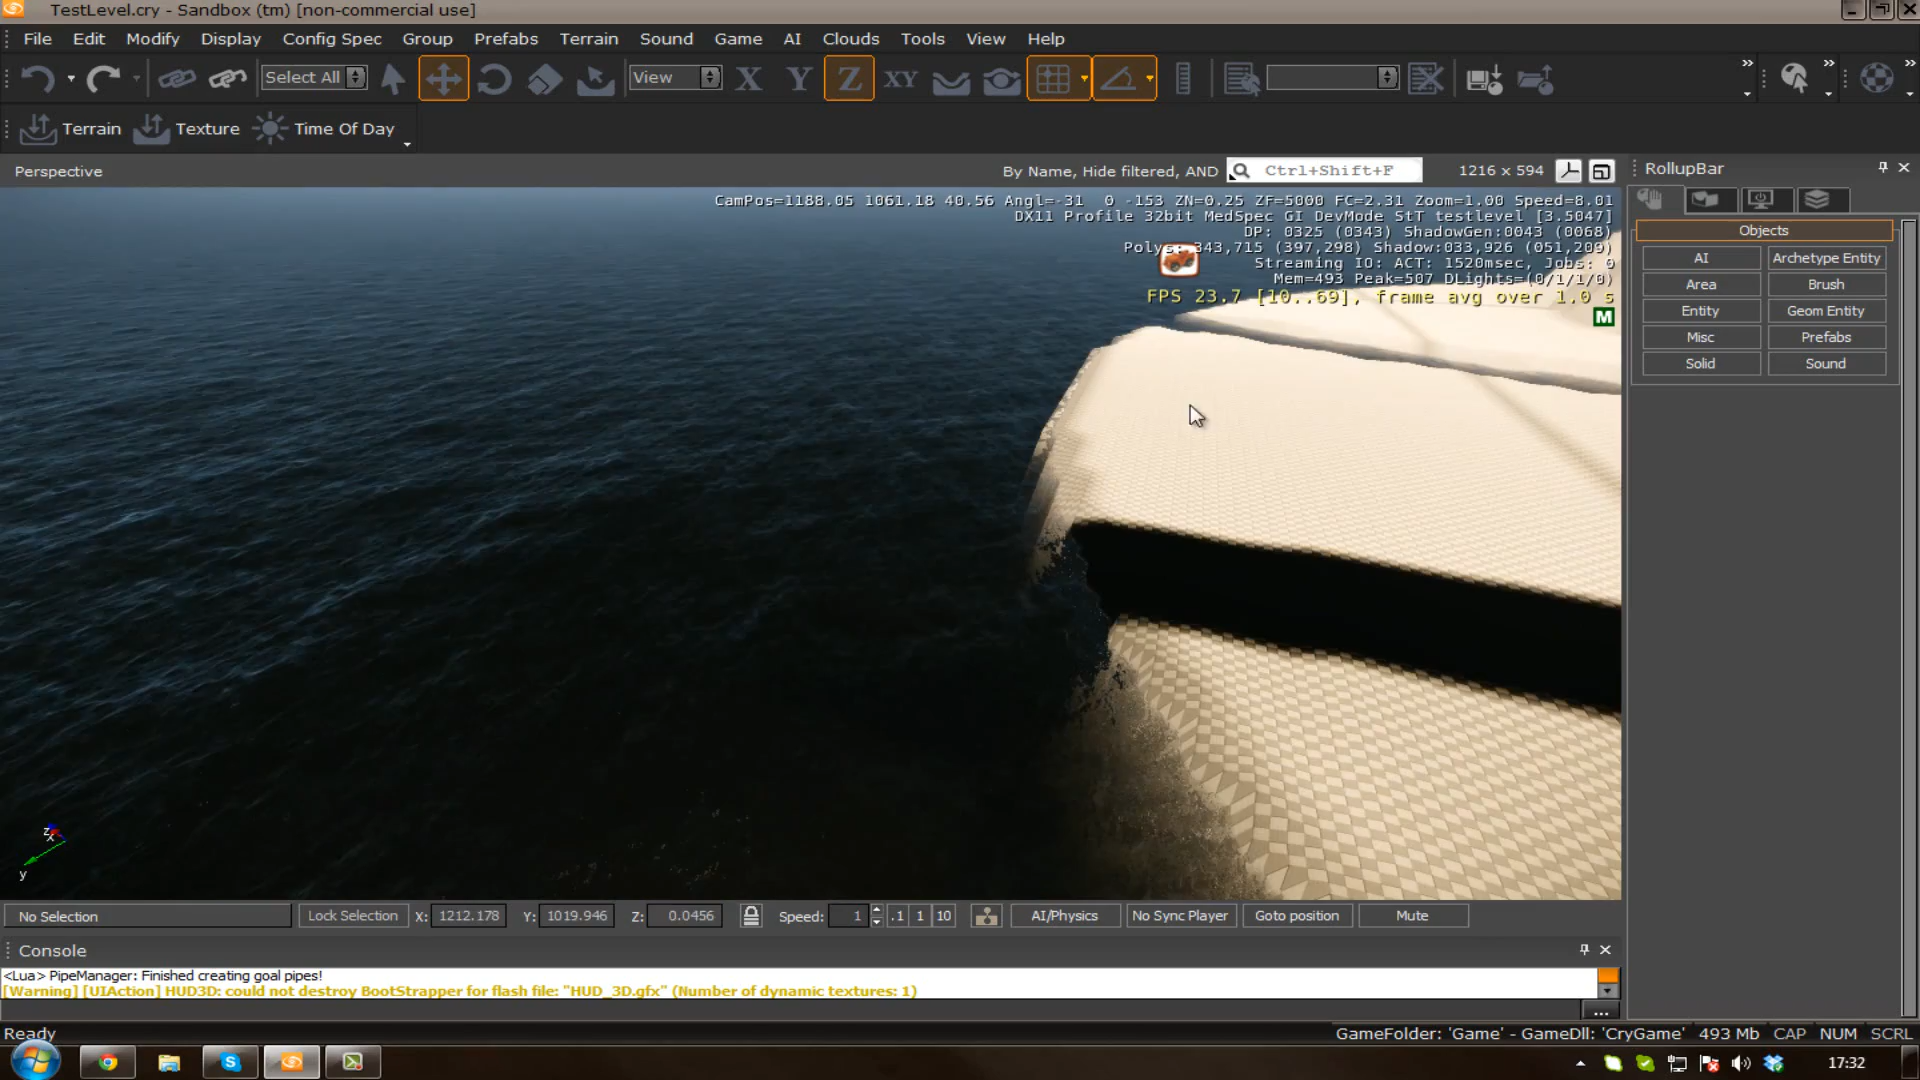 TestLevel.cry - Sandbox (tm) [non-commercial use]
File Edit Modify Display Config Spec Group Prefabs Terrain Sound Game AI Clouds Tools View Help
Select All View X Y Z XY
Terrain Texture Time Of Day
Perspective By Name, Hide filtered, AND Ctrl+Shift+F 1216 x 594
RollupBar
CamPos=1188.05 1061.18 40.56 Angl=-31 0 -153 ZN=0.25 ZF=5000 FC=2.31 Zoom=1.00 Speed=8.01
DX11 Profile 32bit MedSpec GI DevMode StT testlevel [3.5047]
DP: 0325 (0343) ShadowGen:0043 (0068)
Polys: 343,715 (397,298) Shadow:033,926 (051,209)
Streaming IO: ACT: 1520msec, Jobs: 0
Mem=493 Peak=507 DLights=(0/1/1/0)
FPS 23.7 [10..69], frame avg over 1.0 s
M
Objects
AI Archetype Entity
Area Brush
Entity Geom Entity
Misc Prefabs
Solid Sound
z
x
y
No Selection Lock Selection X: 1212.178 Y: 1019.946 Z: 0.0456 Speed: 1 .1 1 10 AI/Physics No Sync Player Goto position Mute
Console
<Lua> PipeManager: Finished creating goal pipes!
[Warning] [UIAction] HUD3D: could not destroy BootStrapper for flash file: "HUD_3D.gfx" (Number of dynamic textures: 1)
...
Ready GameFolder: 'Game' - GameDll: 'CryGame' 493 Mb CAP NUM SCRL
17:32